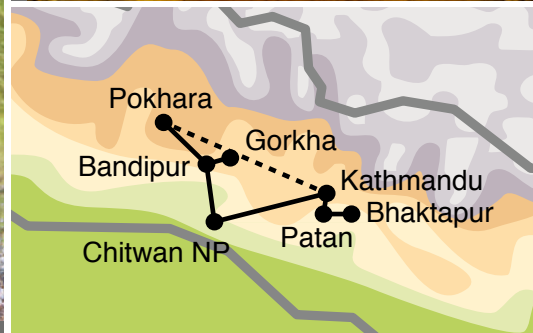 Pokhara
Gorkha
Bandipur
Kathmandu
Bhaktapur
Patan
Chitwan NP